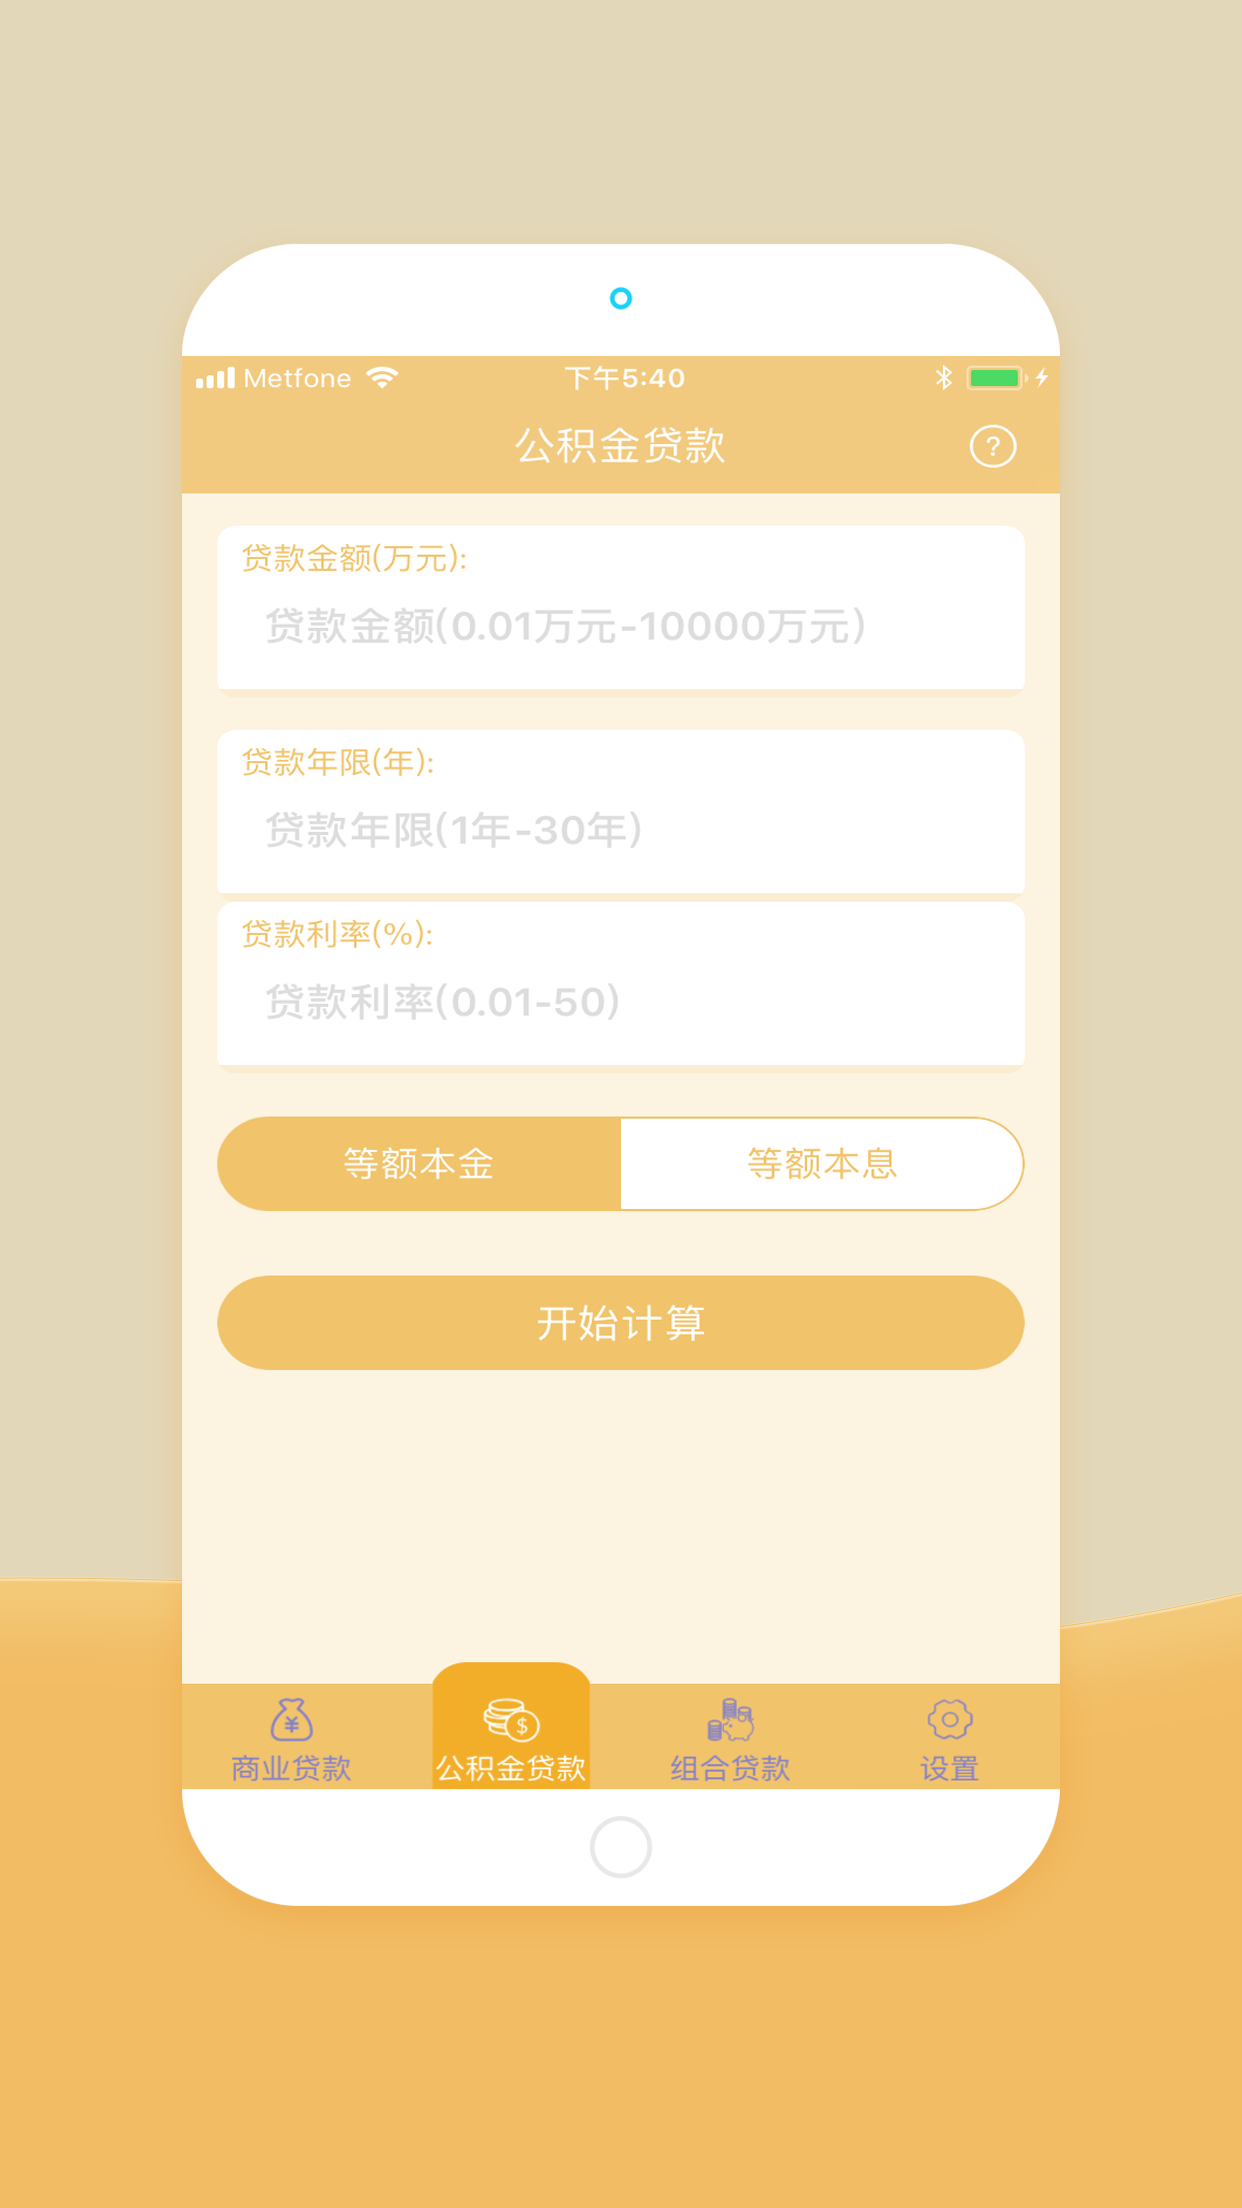 Metfone 下午5:40
公积金贷款 ?
贷款金额(万元):
贷款金额(0.01万元-10000万元)
贷款年限(年):
贷款年限(1年-30年)
贷款利率(%):
贷款利率(0.01-50)
等额本金 等额本息
开始计算
商业贷款 公积金贷款 组合贷款 设置